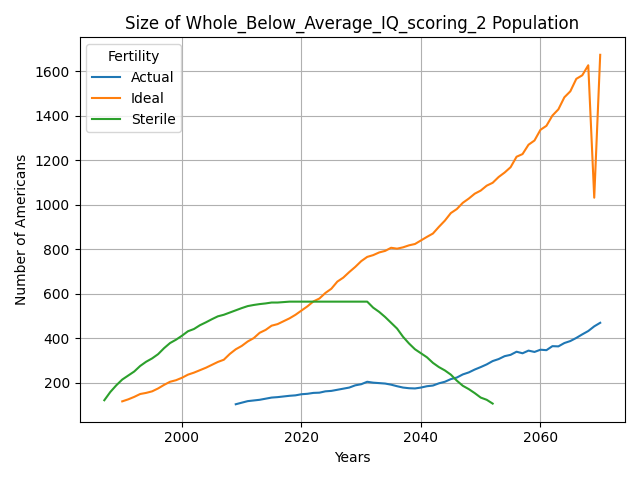 Size of Whole_Below_Average_IQ_scoring_2 Population
Fertility
Actual
Ideal
Sterile
Number of Americans
1600
1400
1200
1000
800
600
400
200
2000
2020
2040
2060
Years